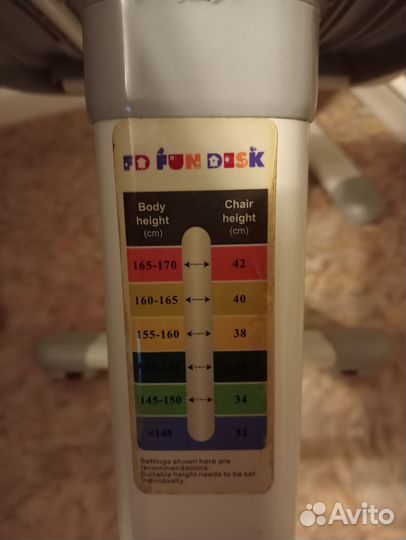 FD FUN DESK
Body height (cm) Chair height (cm)
165-170 42
160-165 40
155-160 38
145-150 34
<145 32
Settings shown here are
recommendations.
Suitable height needs to be set
individually.
Avito